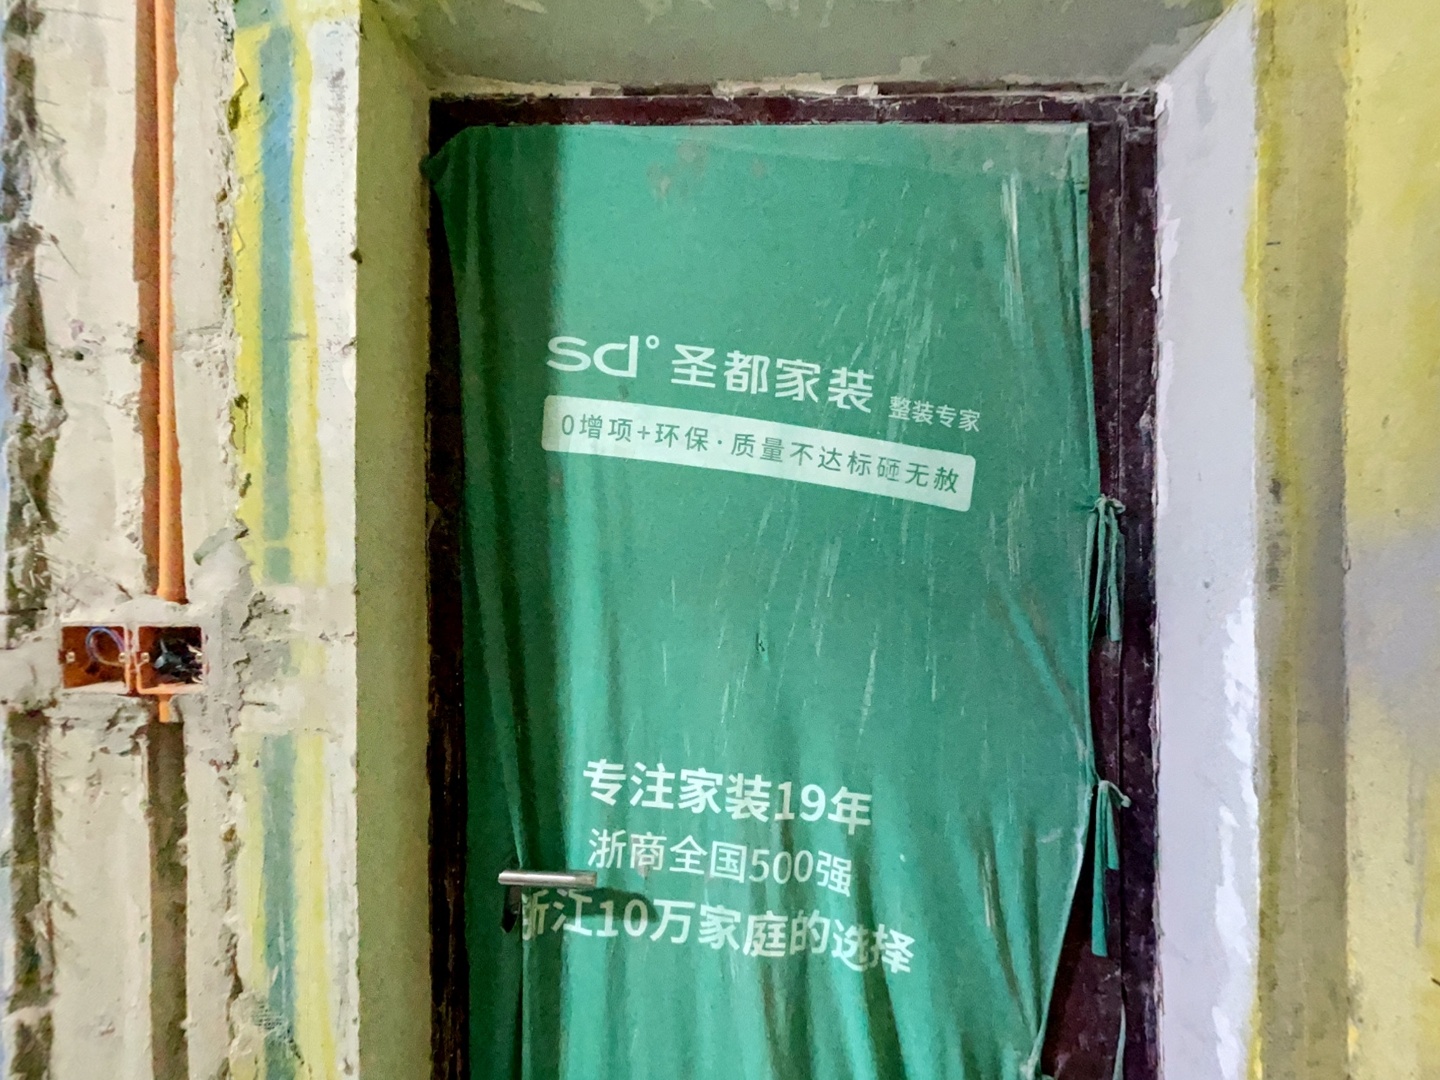 sd° 圣都家装 整装专家
0增项+环保·质量不达标砸无赦
专注家装19年
浙商全国500强
浙江10万家庭的选择